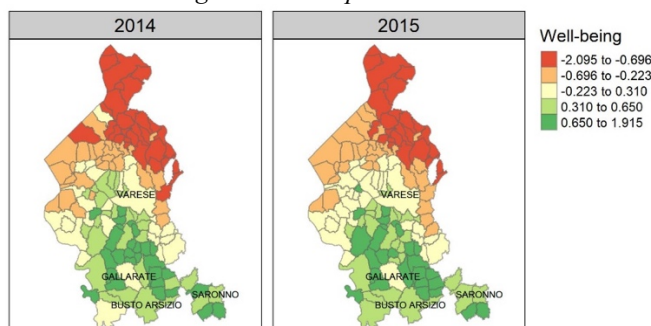 2014
2015
Well-being
-2.095 to -0.696
-0.696 to -0.223
-0.223 to 0.310
0.310 to 0.650
0.650 to 1.915
VARESE
GALLARATE
BUSTO ARSIZIO
SARONNO
VARESE
GALLARATE
BUSTO ARSIZIO
SARONNO